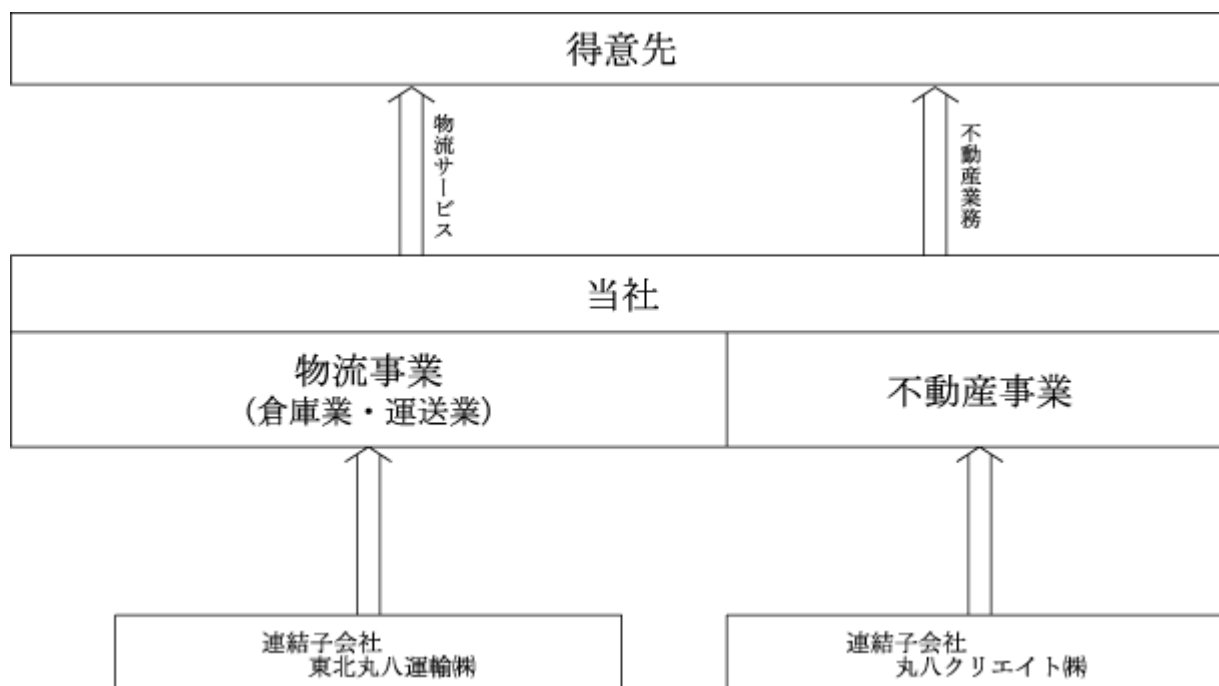 得意先
物流サービス
不動産業務
当社
物流事業
(倉庫業・運送業)
不動産事業
連結子会社
東北丸八運輸㈱
連結子会社
丸八クリエイト㈱